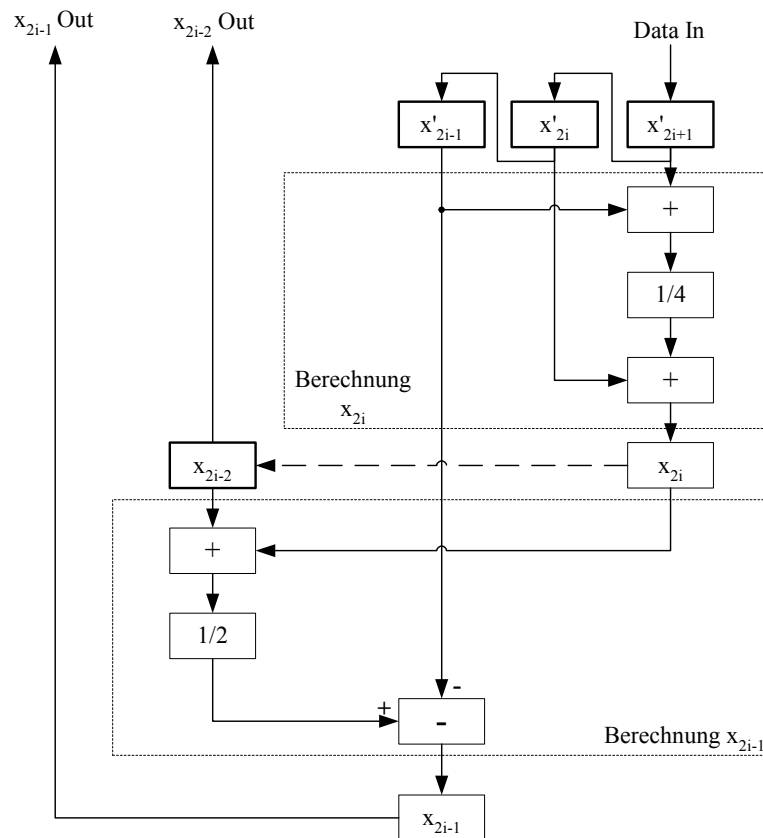 x₂ᵢ₋₁ Out
x₂ᵢ₋₂ Out
Data In
x'₂ᵢ₋₁
x'₂ᵢ
x'₂ᵢ₊₁
+
1/4
+
Berechnung
x₂ᵢ
x₂ᵢ₋₂
x₂ᵢ
+
1/2
-
+
-
Berechnung x₂ᵢ₋₁
x₂ᵢ₋₁